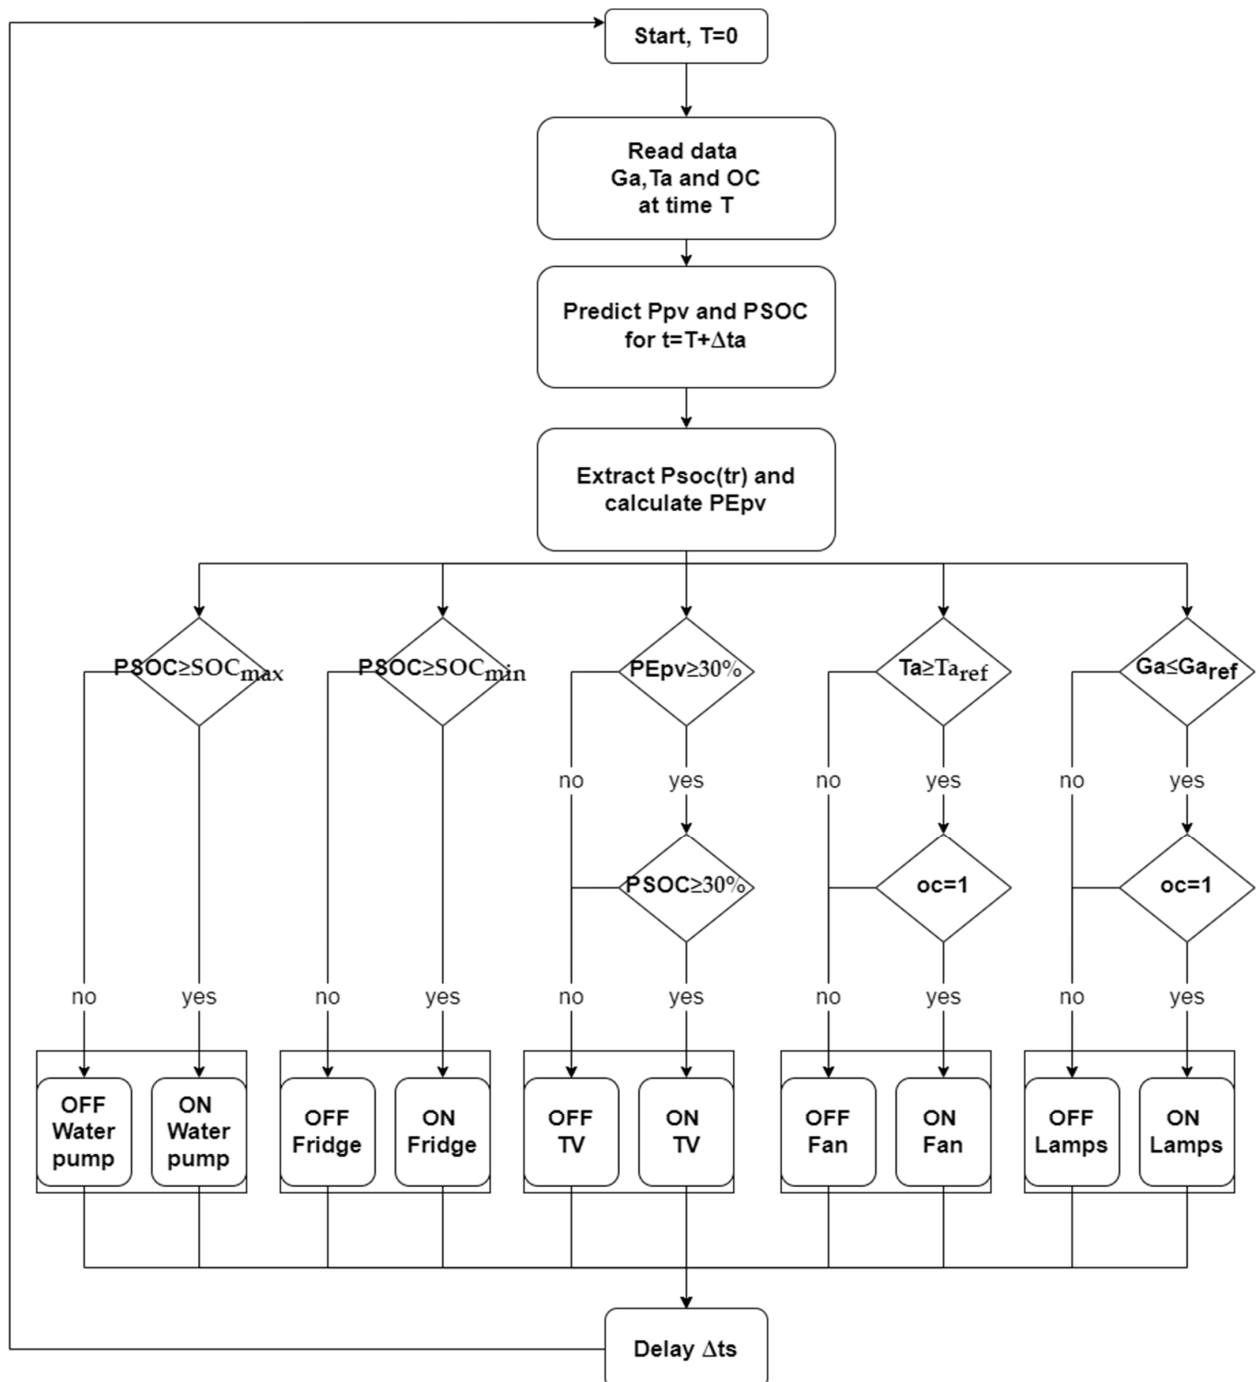 Start, T=0
Read data
Ga,Ta and OC
at time T
Predict Ppv and PSOC
for t=T+Δta
Extract Psoc(tr) and
calculate PEpv
PSOC≥SOCmax
PSOC≥SOCmin
PEpv≥30%
Ta≥Taref
Ga≤Garef
no
yes
no
yes
no
yes
PSOC≥30%
oc=1
oc=1
no
yes
no
yes
no
yes
no
yes
no
yes
OFF
Water
pump
ON
Water
pump
OFF
Fridge
ON
Fridge
OFF
TV
ON
TV
OFF
Fan
ON
Fan
OFF
Lamps
ON
Lamps
Delay Δts